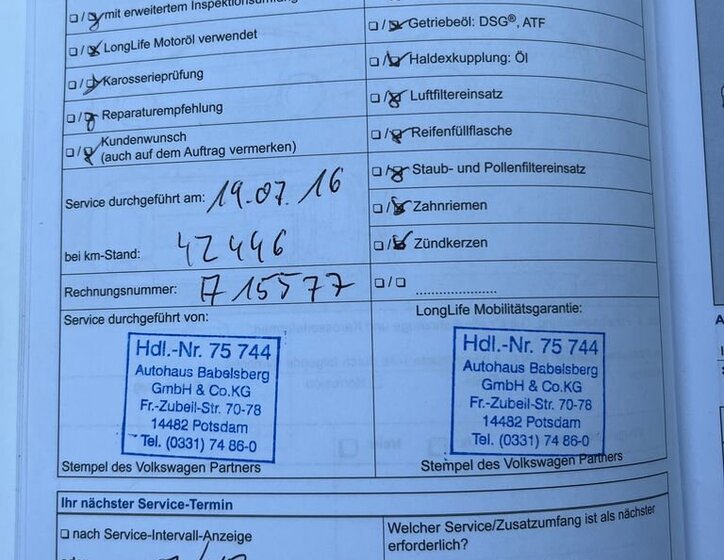 ☐/☑ mit erweitertem Inspektionsumfang
☐/☑ LongLife Motoröl verwendet
☐/☑ Karosserieprüfung
☐/☑ Reparaturempfehlung
☐/☑ Kundenwunsch
(auch auf dem Auftrag vermerken)
Service durchgeführt am: 19.07.16
bei km-Stand: 42446
Rechnungsnummer: A 15577
Service durchgeführt von:
Hdl.-Nr. 75 744
Autohaus Babelsberg
GmbH & Co.KG
Fr.-Zubeil-Str. 70-78
14482 Potsdam
Tel. (0331) 74 86-0
Stempel des Volkswagen Partners
☐/☑ Getriebeöl: DSG®, ATF
☐/☑ Haldexkupplung: Öl
☐/☑ Luftfiltereinsatz
☐/☑ Reifenfüllflasche
☐/☑ Staub- und Pollenfiltereinsatz
☐/☑ Zahnriemen
☐/☑ Zündkerzen
☐/☐ ....................
LongLife Mobilitätsgarantie:
Hdl.-Nr. 75 744
Autohaus Babelsberg
GmbH & Co.KG
Fr.-Zubeil-Str. 70-78
14482 Potsdam
Tel. (0331) 74 86-0
Stempel des Volkswagen Partners
Ihr nächster Service-Termin
☐ nach Service-Intervall-Anzeige
Welcher Service/Zusatzumfang ist als nächster
erforderlich?